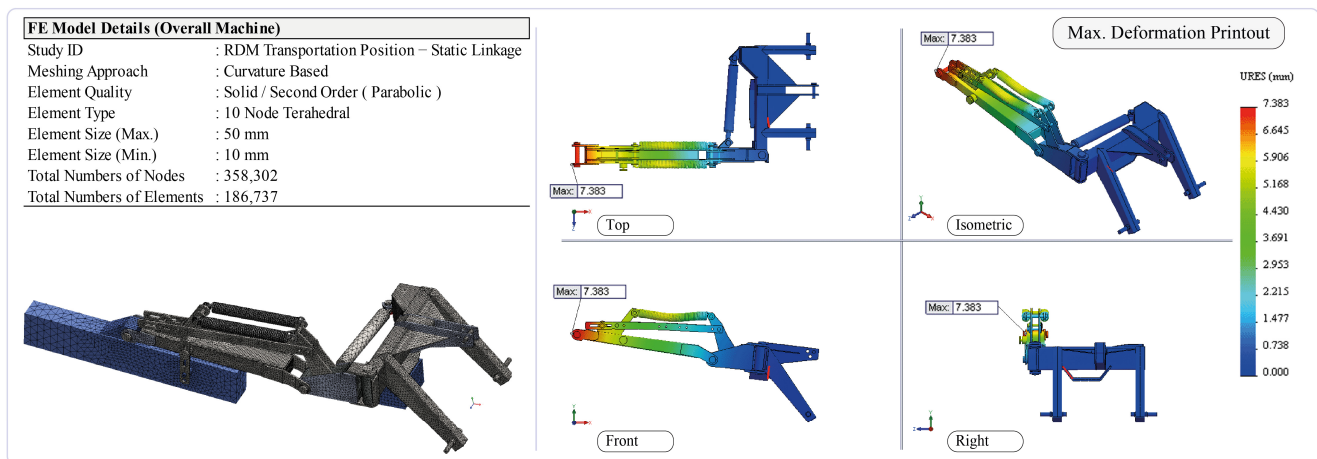 FE Model Details (Overall Machine)
Study ID : RDM Transportation Position − Static Linkage
Meshing Approach : Curvature Based
Element Quality : Solid / Second Order ( Parabolic )
Element Type : 10 Node Terahedral
Element Size (Max.) : 50 mm
Element Size (Min.) : 10 mm
Total Numbers of Nodes : 358,302
Total Numbers of Elements : 186,737
Max. Deformation Printout
Max: 7.383
Top
Max: 7.383
Isometric
Max: 7.383
Front
Max: 7.383
Right
URES (mm)
7.383
6.645
5.906
5.168
4.430
3.691
2.953
2.215
1.477
0.738
0.000